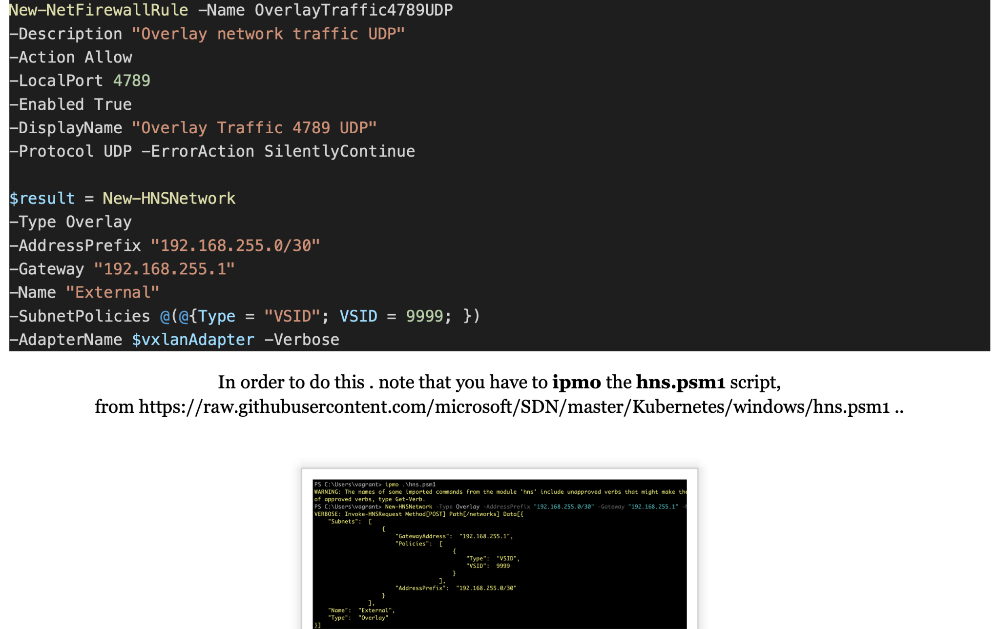 New-NetFirewallRule -Name OverlayTraffic4789UDP
-Description "Overlay network traffic UDP"
-Action Allow
-LocalPort 4789
-Enabled True
-DisplayName "Overlay Traffic 4789 UDP"
-Protocol UDP -ErrorAction SilentlyContinue
$result = New-HNSNetwork
-Type Overlay
-AddressPrefix "192.168.255.0/30"
-Gateway "192.168.255.1"
-Name "External"
-SubnetPolicies @(@{Type = "VSID"; VSID = 9999; })
-AdapterName $vxlanAdapter -Verbose
In order to do this . note that you have to ipmo the hns.psm1 script,
from https://raw.githubusercontent.com/microsoft/SDN/master/Kubernetes/windows/hns.psm1 ..
PS C:\Users\vagrant> ipmo .\hns.psm1
WARNING: The names of some imported commands from the module 'hns' include unapproved verbs that might make the
of approved verbs, type Get-Verb.
PS C:\Users\vagrant> New-HNSNetwork -Type Overlay -AddressPrefix "192.168.255.0/30" -Gateway "192.168.255.1" -N
VERBOSE: Invoke-HNSRequest Method[POST] Path[/networks] Data[{
"Subnets": [
{
"GatewayAddress": "192.168.255.1",
"Policies": [
{
"Type": "VSID",
"VSID": 9999
}
],
"AddressPrefix": "192.168.255.0/30"
}
],
"Name": "External",
"Type": "Overlay"
}]